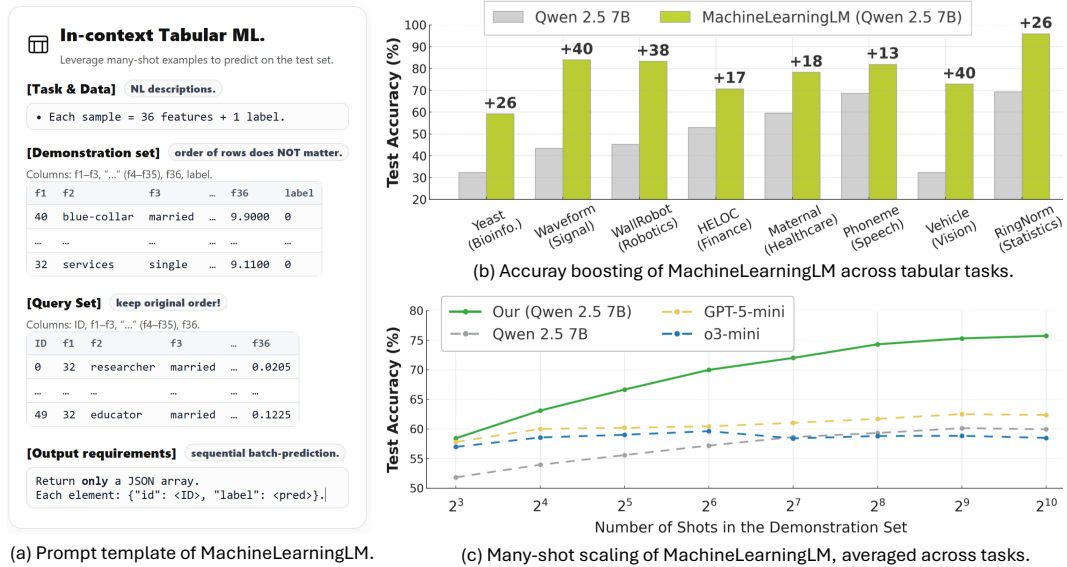 In-context Tabular ML.
Leverage many-shot examples to predict on the test set.
[Task & Data] NL descriptions.
• Each sample = 36 features + 1 label.
[Demonstration set] order of rows does NOT matter.
Columns: f1–f3, "…" (f4–f35), f36, label.
f1 f2 f3 … f36 label
40 blue-collar married … 9.9000 0
… … … … …
32 services single … 9.1100 0
[Query Set] keep original order!
Columns: ID, f1–f3, "…" (f4–f35), f36.
ID f1 f2 f3 … f36
0 32 researcher married … 0.0205
… … … … …
49 32 educator married … 0.1225
[Output requirements] sequential batch-prediction.
Return only a JSON array.
Each element: {"id": <ID>, "label": <pred>}.
(a) Prompt template of MachineLearningLM.
Qwen 2.5 7B MachineLearningLM (Qwen 2.5 7B)
Test Accuracy (%)
100
90
80
70
60
50
40
30
20
+26 +40 +38 +17 +18 +13 +40 +26
Yeast (Bioinfo.)
Waveform (Signal)
WallRobot (Robotics)
HELOC (Finance)
Maternal (Healthcare)
Phoneme (Speech)
Vehicle (Vision)
RingNorm (Statistics)
(b) Accuray boosting of MachineLearningLM across tabular tasks.
Our (Qwen 2.5 7B) GPT-5-mini
Qwen 2.5 7B o3-mini
Test Accuracy (%)
80
75
70
65
60
55
50
2³ 2⁴ 2⁵ 2⁶ 2⁷ 2⁸ 2⁹ 2¹⁰
Number of Shots in the Demonstration Set
(c) Many-shot scaling of MachineLearningLM, averaged across tasks.